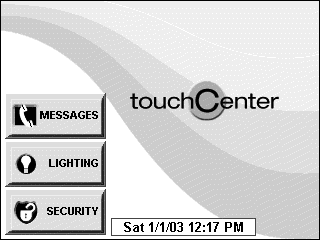 touchCenter
MESSAGES
LIGHTING
SECURITY
Sat 1/1/03 12:17 PM